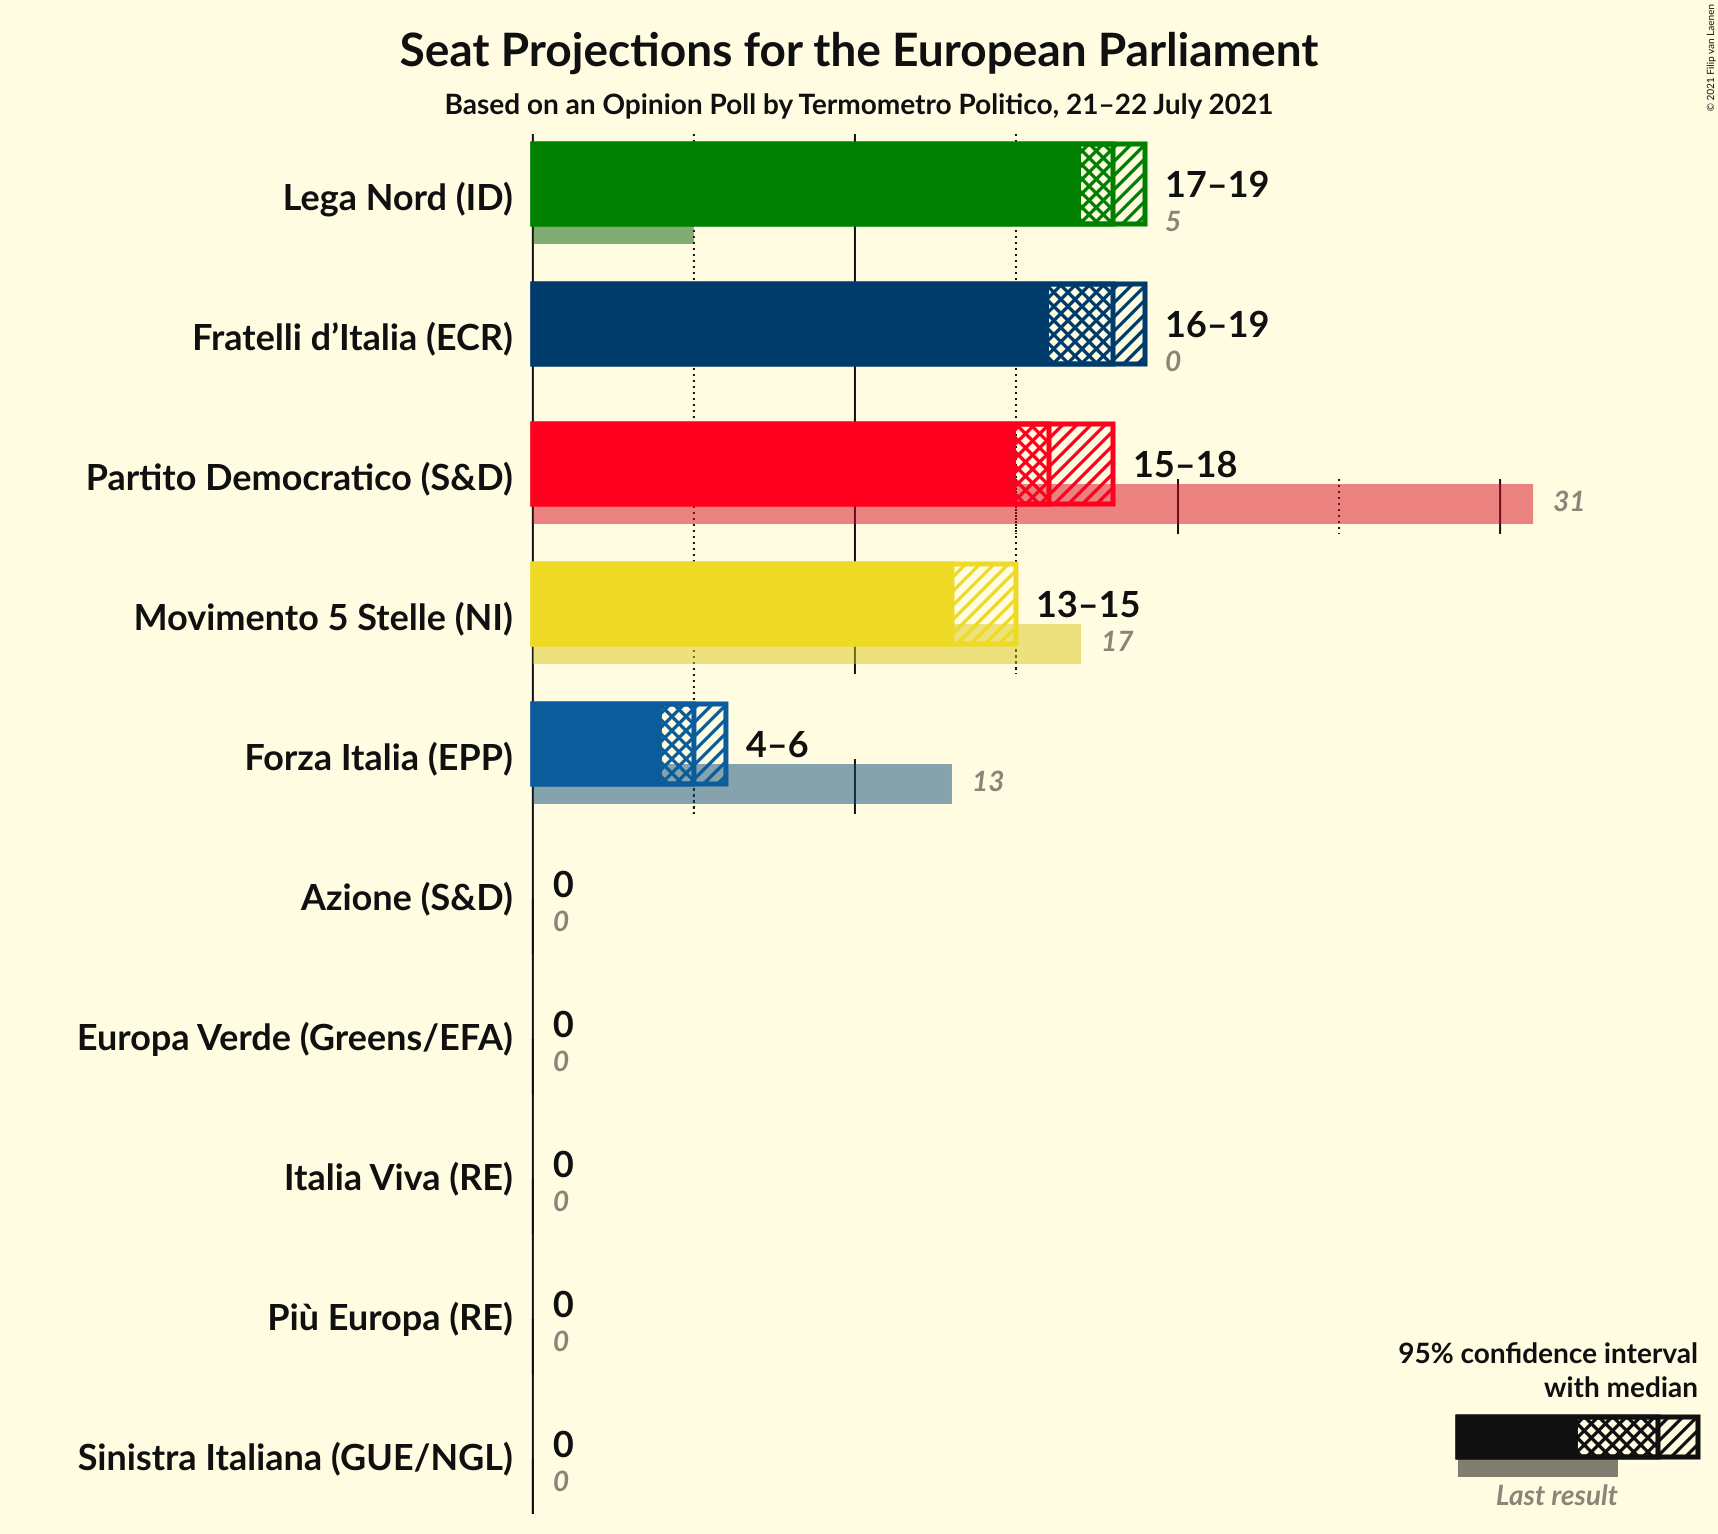 Seat Projections for the European Parliament
Based on an Opinion Poll by Termometro Politico, 21–22 July 2021
© 2021 Filip van Laenen
Lega Nord (ID)
17–19
5
Fratelli d’Italia (ECR)
16–19
0
Partito Democratico (S&D)
15–18
31
Movimento 5 Stelle (NI)
13–15
17
Forza Italia (EPP)
4–6
13
Azione (S&D)
0
0
Europa Verde (Greens/EFA)
0
0
Italia Viva (RE)
0
0
Più Europa (RE)
0
0
Sinistra Italiana (GUE/NGL)
0
0
95% confidence interval
with median
Last result